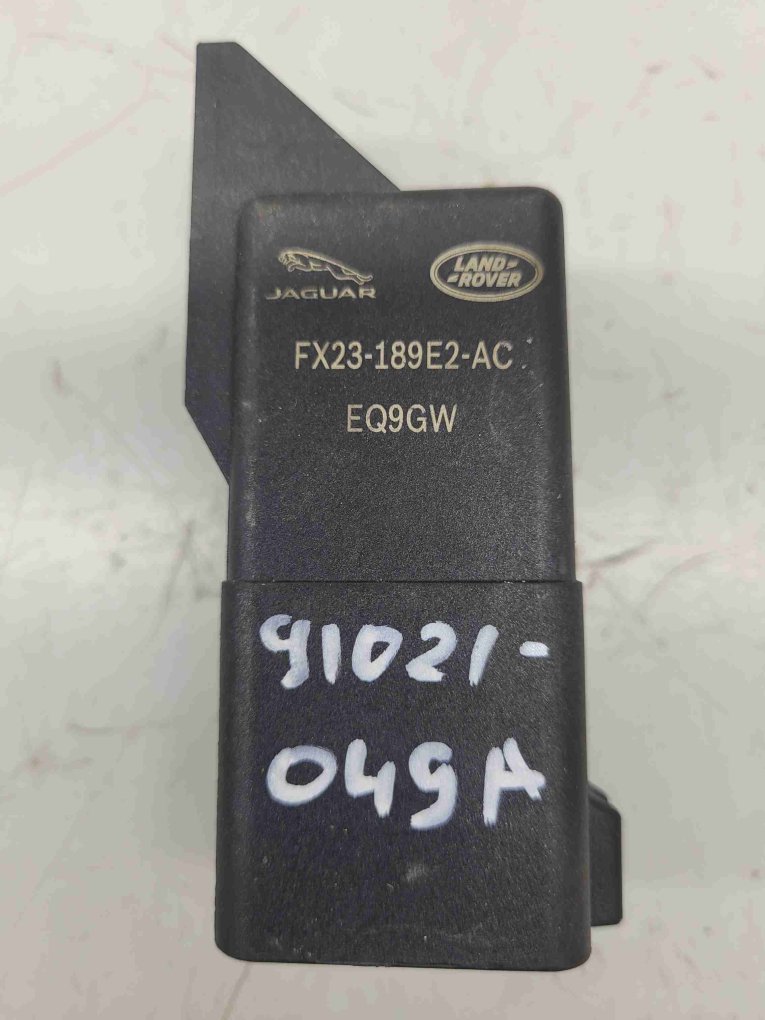 JAGUAR
LAND-
-ROVER
FX23-189E2-AC
EQ9GW
91021-
049A